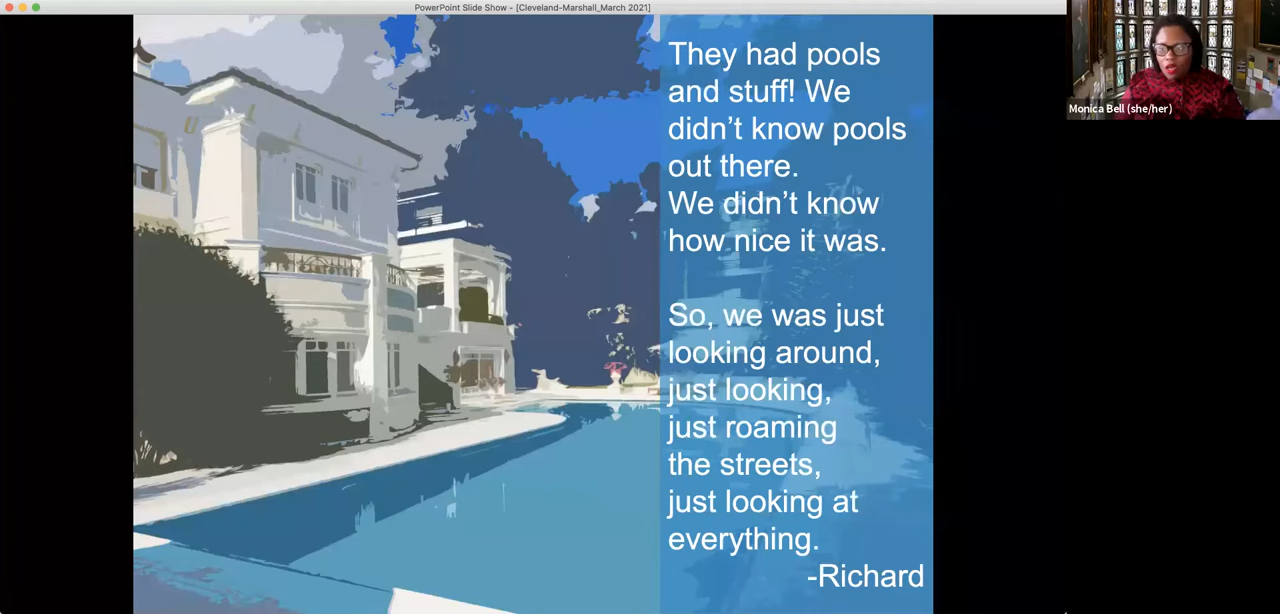 PowerPoint Slide Show - [Cleveland-Marshall_March 2021]
They had pools
and stuff! We
didn’t know pools
out there.
We didn’t know
how nice it was.
So, we was just
looking around,
just looking,
just roaming
the streets,
just looking at
everything.
-Richard
Monica Bell (she/her)